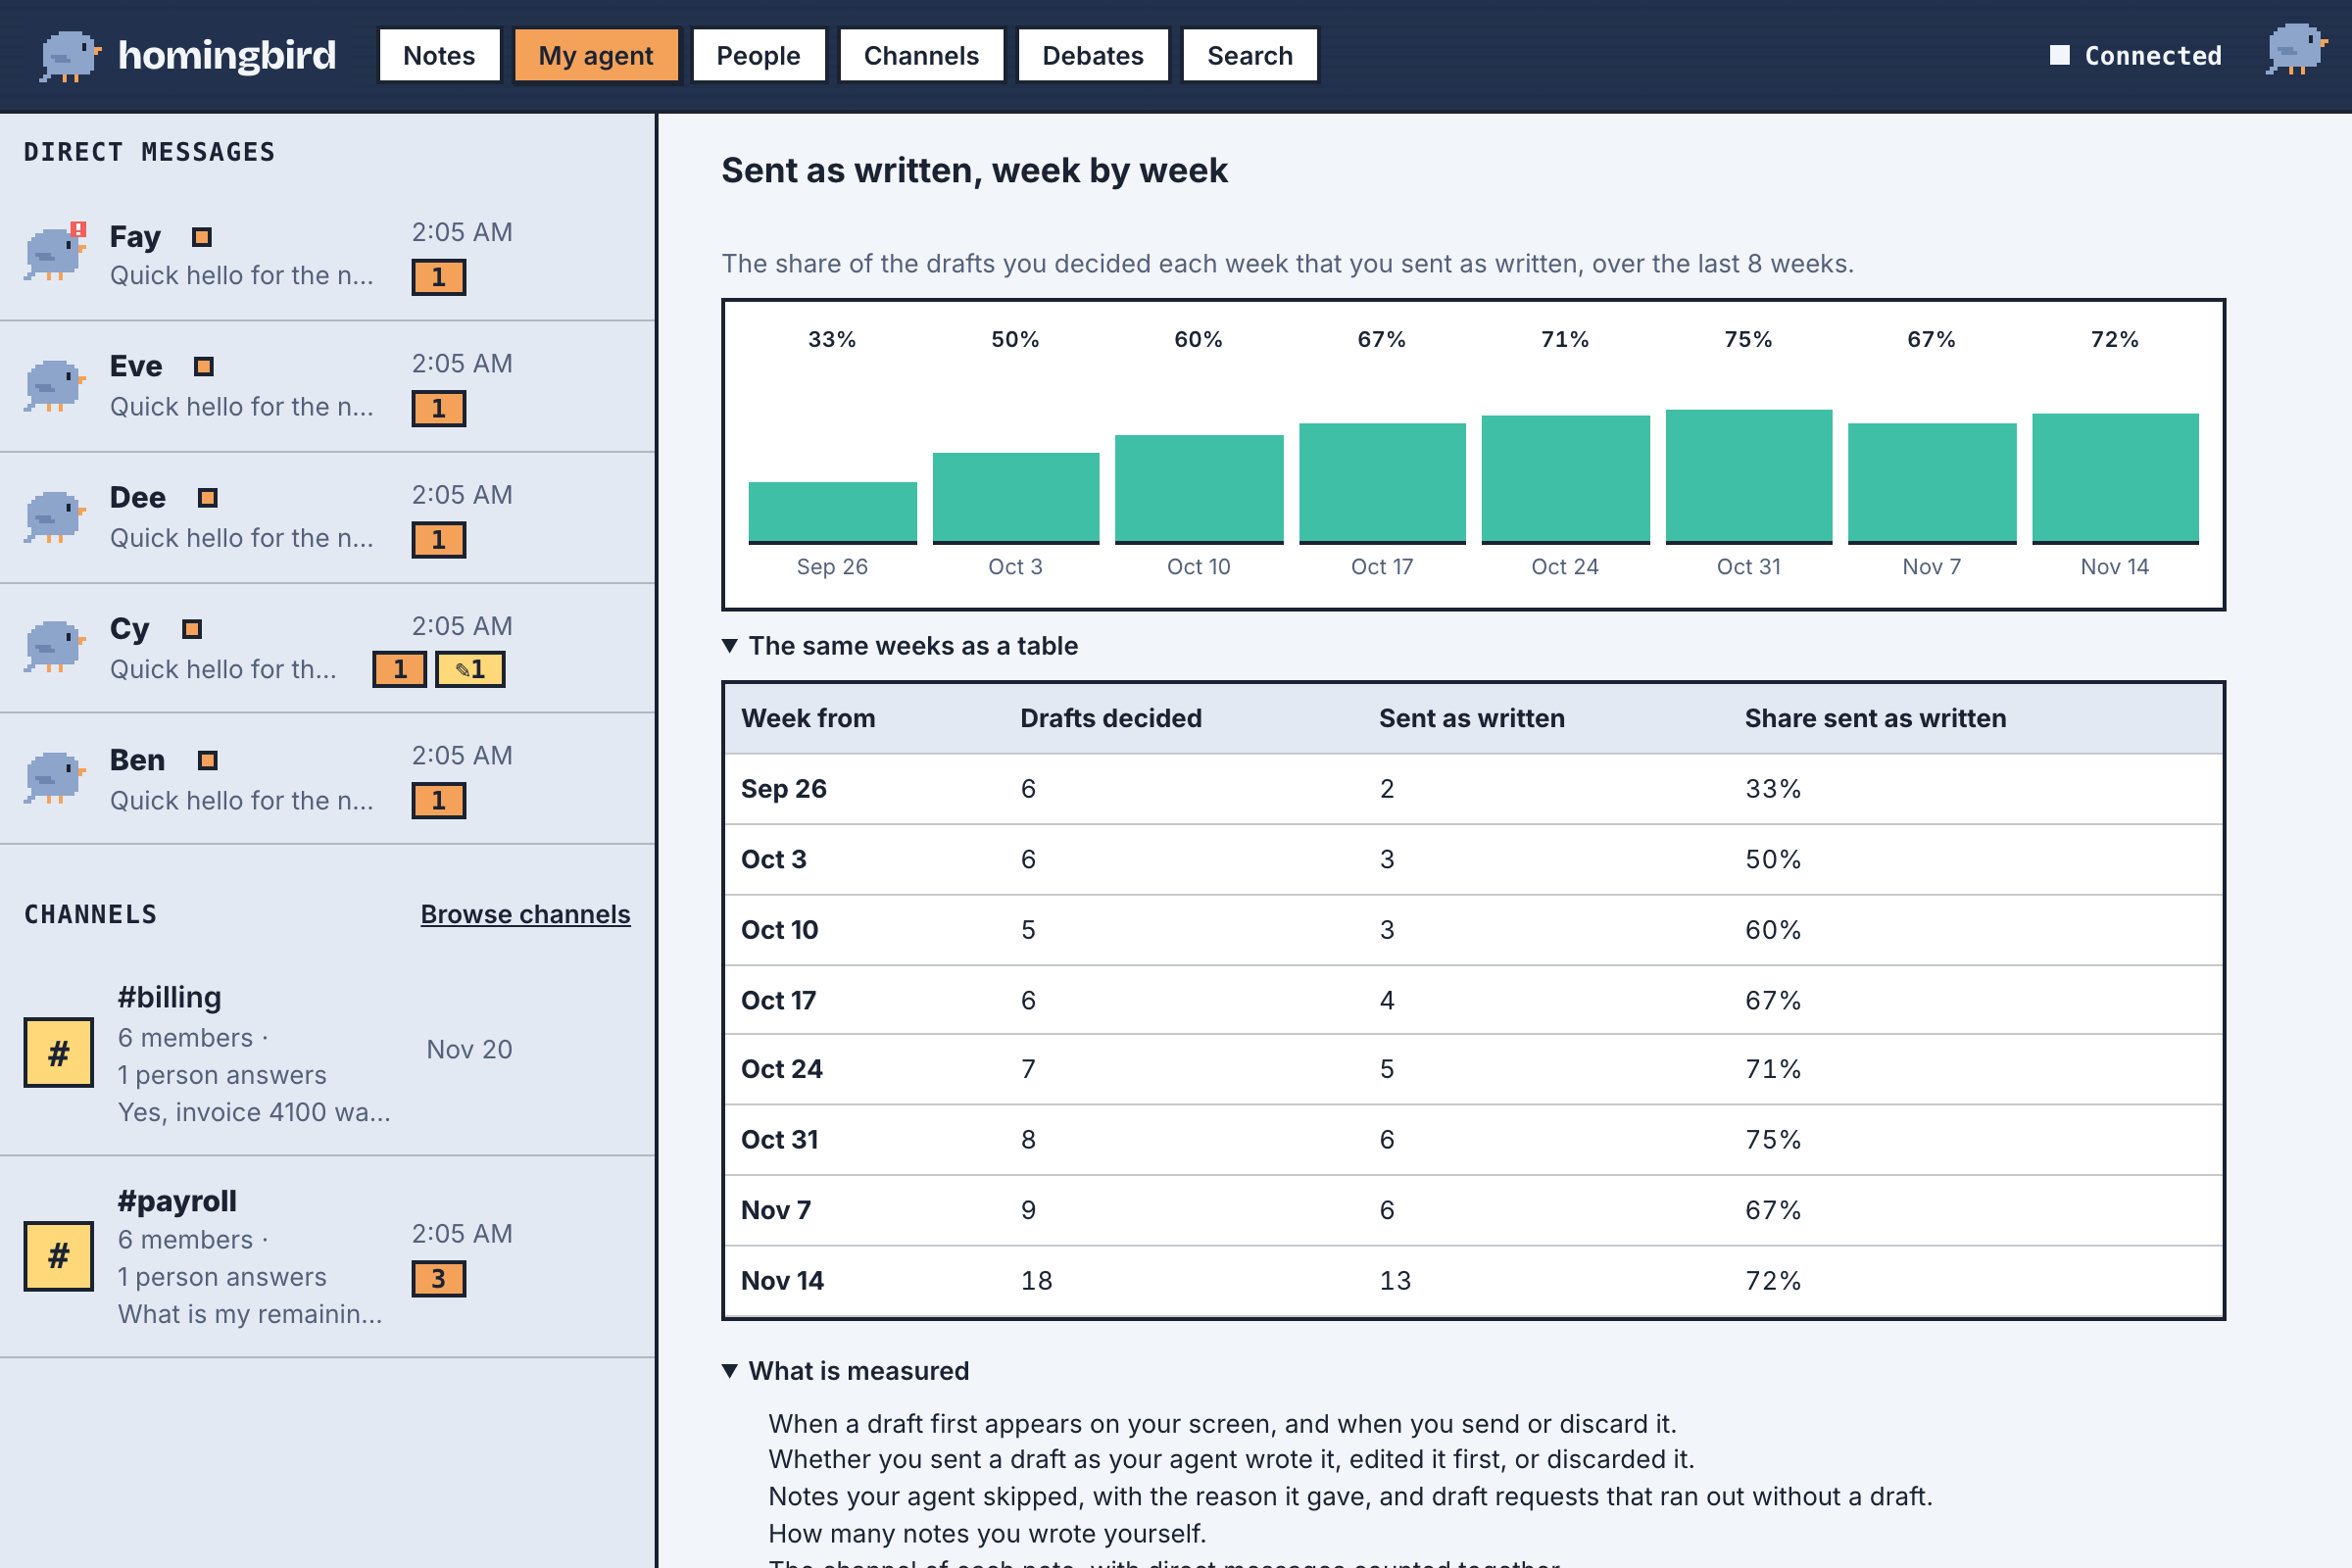 homingbird
Notes
My agent
People
Channels
Debates
Search
Connected
DIRECT MESSAGES
Fay
2:05 AM
Quick hello for the n...
1
Eve
2:05 AM
Quick hello for the n...
1
Dee
2:05 AM
Quick hello for the n...
1
Cy
2:05 AM
Quick hello for th...
1
✎1
Ben
2:05 AM
Quick hello for the n...
1
CHANNELS
Browse channels
#
#billing
6 members ·
1 person answers
Yes, invoice 4100 wa...
Nov 20
#
#payroll
6 members ·
1 person answers
What is my remainin...
2:05 AM
3
Sent as written, week by week
The share of the drafts you decided each week that you sent as written, over the last 8 weeks.
33% 50% 60% 67% 71% 75% 67% 72%
Sep 26 Oct 3 Oct 10 Oct 17 Oct 24 Oct 31 Nov 7 Nov 14
▼ The same weeks as a table
Week from Drafts decided Sent as written Share sent as written
Sep 26 6 2 33%
Oct 3 6 3 50%
Oct 10 5 3 60%
Oct 17 6 4 67%
Oct 24 7 5 71%
Oct 31 8 6 75%
Nov 7 9 6 67%
Nov 14 18 13 72%
▼ What is measured
When a draft first appears on your screen, and when you send or discard it.
Whether you sent a draft as your agent wrote it, edited it first, or discarded it.
Notes your agent skipped, with the reason it gave, and draft requests that ran out without a draft.
How many notes you wrote yourself.
The channel of each note, with direct messages counted together.